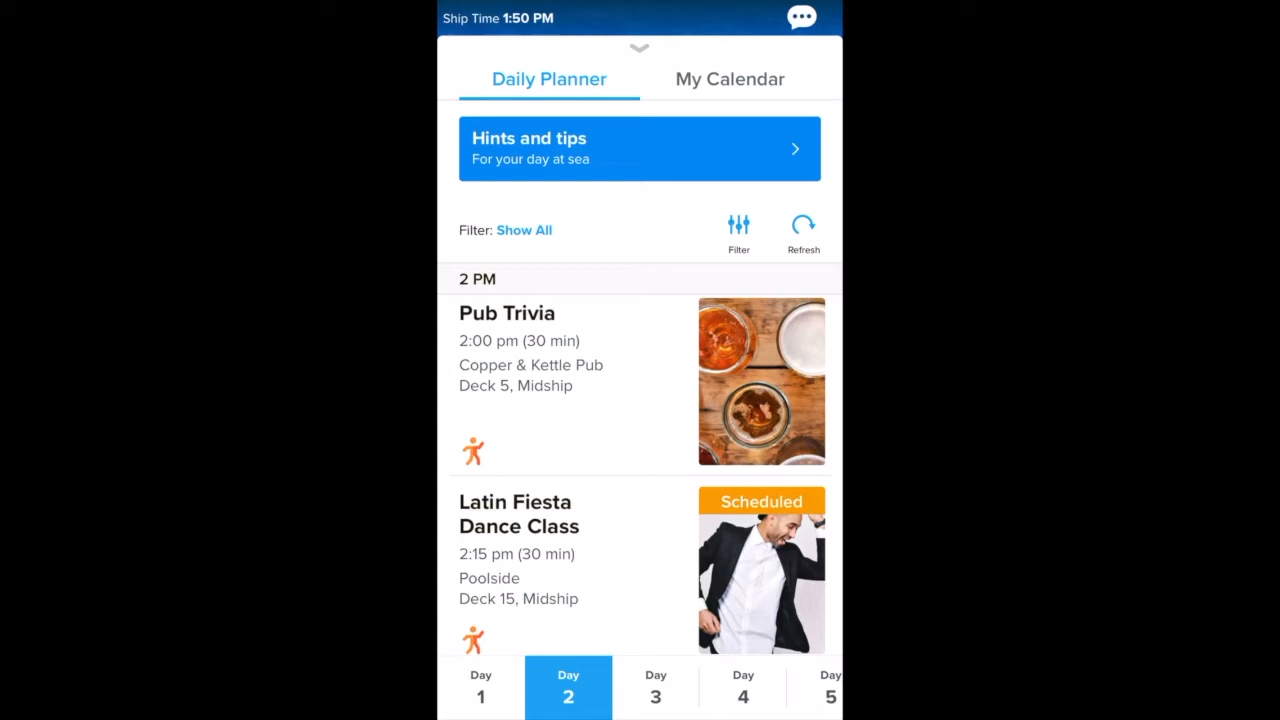 Ship Time 1:50 PM
Daily Planner
My Calendar
Hints and tips
For your day at sea
Filter: Show All
Filter
Refresh
2 PM
Pub Trivia
2:00 pm (30 min)
Copper & Kettle Pub
Deck 5, Midship
Latin Fiesta
Dance Class
2:15 pm (30 min)
Poolside
Deck 15, Midship
Scheduled
Day
1
Day
2
Day
3
Day
4
Day
5